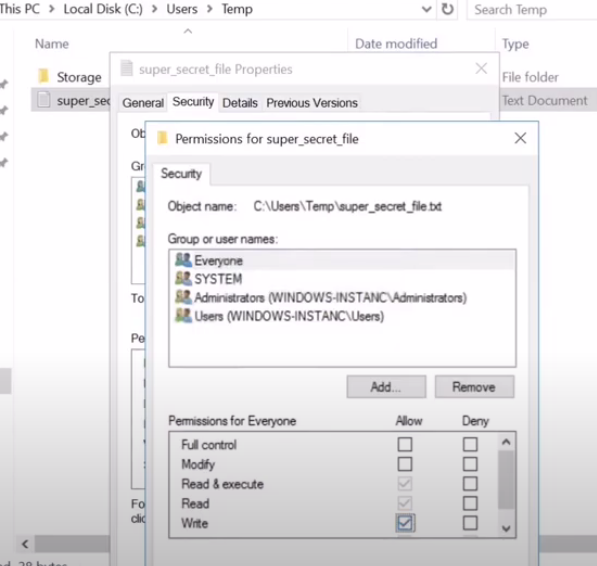 This PC > Local Disk (C:) > Users > Temp
Search Temp
Name Date modified Type
Storage File folder
super_sec Text Document
super_secret_file Properties
General Security Details Previous Versions
Ob
Gr
To
Pe
Fo
clic
Permissions for super_secret_file
Security
Object name: C:\Users\Temp\super_secret_file.txt
Group or user names:
Everyone
SYSTEM
Administrators (WINDOWS-INSTANC\Administrators)
Users (WINDOWS-INSTANC\Users)
Add... Remove
Permissions for Everyone Allow Deny
Full control
Modify
Read & execute
Read
Write